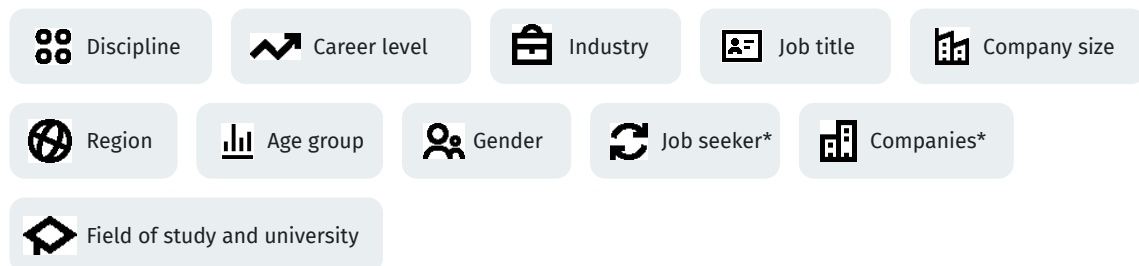 Discipline Career level Industry Job title Company size
Region Age group Gender Job seeker* Companies*
Field of study and university